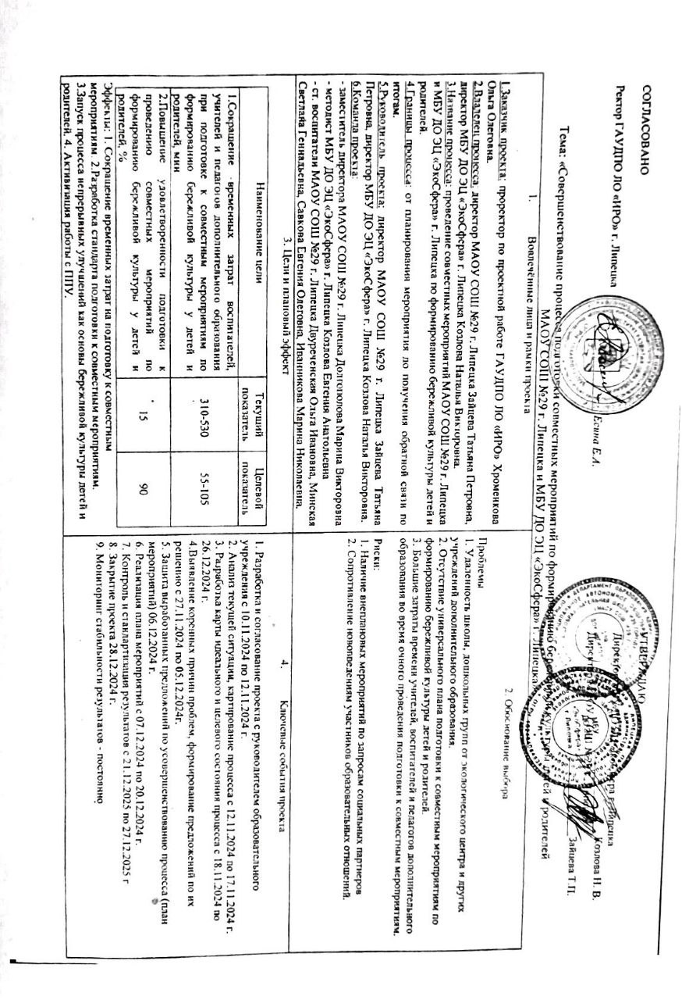 СОГЛАСОВАНО
Ректор ГАУДПО ЛО «ИРО» г. Липецка
Есина Е.А.
УТВЕРЖДАЮ
Козлова Н. В.
Зайцева Т.П.
Тема: «Совершенствование процесса подготовки совместных мероприятий по формированию бережливой культуры детей и родителей
МАОУ СОШ №29 г. Липецка и МБУ ДО ЭЦ «ЭкоСфера» г. Липецка
1. Вовлечённые лица и рамки проекта
1.Заказчик проекта: проректор по проектной работе ГАУДПО ЛО «ИРО» Хроменкова
Ольга Олеговна.
2.Владелец процесса: директор МАОУ СОШ №29 г. Липецка Зайцева Татьяна Петровна,
директор МБУ ДО ЭЦ «ЭкоСфера» г. Липецка Козлова Наталья Викторовна.
3.Название процесса: проведение совместных мероприятий МАОУ СОШ №29 г. Липецка
и МБУ ДО ЭЦ «ЭкоСфера» г. Липецка по формированию бережливой культуры детей и
родителей.
4.Границы процесса: от планирования мероприятия до получения обратной связи по
итогам.
5.Руководитель проекта: директор МАОУ СОШ №29 г. Липецка Зайцева Татьяна
Петровна, директор МБУ ДО ЭЦ «ЭкоСфера» г. Липецка Козлова Наталья Викторовна.
6.Команда проекта:
- заместитель директора МАОУ СОШ №29 г. Липецка Долгополова Марина Викторовна
- методист МБУ ДО ЭЦ «ЭкоСфера» г. Липецка Козлова Евгения Анатольевна
- ст. воспитатели МАОУ СОШ №29 г. Липецка Двуреченская Ольга Ивановна, Минская
Светлана Геннадьевна, Савкова Евгения Олеговна, Иванникова Марина Николаевна.
2. Обоснование выбора
Проблемы
1. Удаленность школы, дошкольных групп от экологического центра и других
учреждений дополнительного образования.
2. Отсутствие универсального плана подготовки к совместным мероприятиям по
формированию бережливой культуры детей и родителей.
3. Большие затраты времени учителей, воспитателей и педагогов дополнительного
образования во время очного проведения подготовки к совместным мероприятиям.
Риски:
1. Наличие внеплановых мероприятий по запросам социальных партнеров
2. Сопротивление нововведениям участников образовательных отношений.
3. Цели и плановый эффект
Наименование цели
Текущий показатель
Целевой показатель
1.Сокращение временных затрат воспитателей,
учителей и педагогов дополнительного образования
при подготовке к совместным мероприятиям по
формированию бережливой культуры у детей и
родителей, мин
310-530
55-105
2.Повышение удовлетворенности подготовки к
проведению совместных мероприятий по
формированию бережливой культуры у детей и
родителей, %
15
90
Эффекты: 1. Сокращение временных затрат на подготовку к совместным
мероприятиям. 2.Разработка стандарта подготовки к совместным мероприятиям.
3.Запуск процесса непрерывных улучшений как основы бережливой культуры детей и
родителей. 4. Активизация работы с ППУ.
4. Ключевые события проекта
1. Разработка и согласование проекта с руководителем образовательного
учреждения с 10.11.2024 по 12.11.2024 г.
2. Анализ текущей ситуации, картирование процесса с 12.11.2024 по 17.11.2024 г.
3. Разработка карты идеального и целевого состояния процесса с 18.11.2024 по
26.12.2024 г.
4.Выявление коренных причин проблем, формирование предложений по их
решению с 27.11.2024 по 05.12.2024г.
5. Защита выработанных предложений по усовершенствованию процесса (план
мероприятий) 06.12.2024 г.
6. Реализация плана мероприятий с 07.12.2024 по 20.12.2024 г.
7. Контроль и стандартизация результатов с 21.12.2025 по 27.12.2025 г
8. Закрытие проекта 28.12.2024 г.
9. Мониторинг стабильности результатов - постоянно